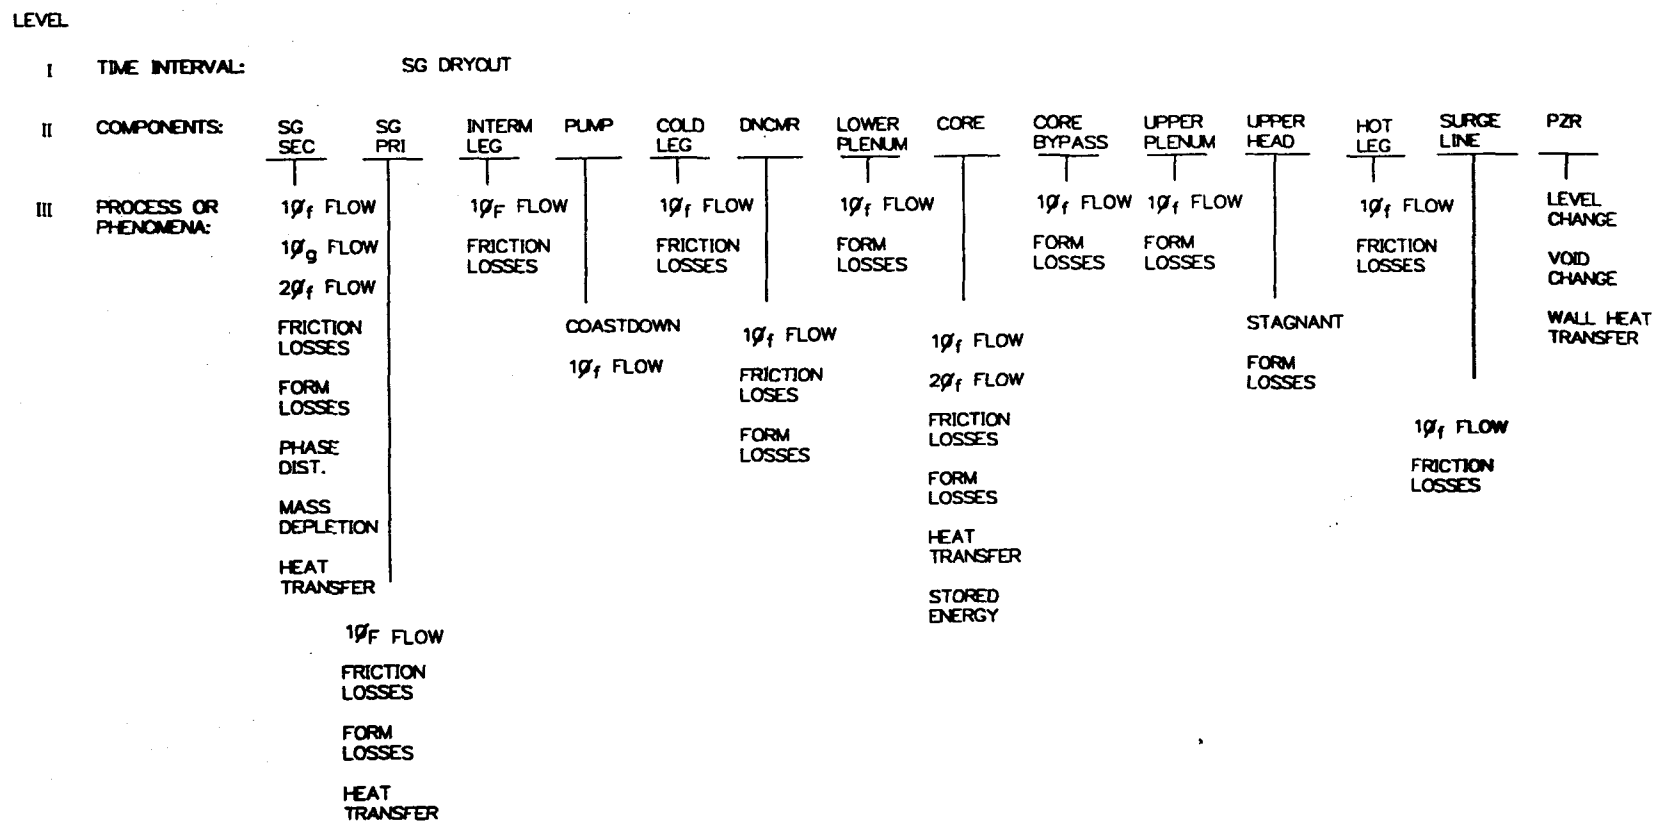 LEVEL
I TIME INTERVAL: SG DRYOUT
II COMPONENTS:
SG
SEC
SG
PRI
INTERM
LEG
PUMP
COLD
LEG
DNCMR
LOWER
PLENUM
CORE
CORE
BYPASS
UPPER
PLENUM
UPPER
HEAD
HOT
LEG
SURGE
LINE
PZR
III PROCESS OR
PHENOMENA:
1Øf FLOW
1Øg FLOW
2Øf FLOW
FRICTION
LOSSES
FORM
LOSSES
PHASE
DIST.
MASS
DEPLETION
HEAT
TRANSFER
1ØF FLOW
FRICTION
LOSSES
FORM
LOSSES
HEAT
TRANSFER
1ØF FLOW
FRICTION
LOSSES
COASTDOWN
1Øf FLOW
1Øf FLOW
FRICTION
LOSSES
1Øf FLOW
FRICTION
LOSES
FORM
LOSSES
1Øf FLOW
FORM
LOSSES
1Øf FLOW
2Øf FLOW
FRICTION
LOSSES
FORM
LOSSES
HEAT
TRANSFER
STORED
ENERGY
1Øf FLOW
FORM
LOSSES
1Øf FLOW
FORM
LOSSES
STAGNANT
FORM
LOSSES
1Øf FLOW
FRICTION
LOSSES
1Øf FLOW
FRICTION
LOSSES
LEVEL
CHANGE
VOID
CHANGE
WALL HEAT
TRANSFER